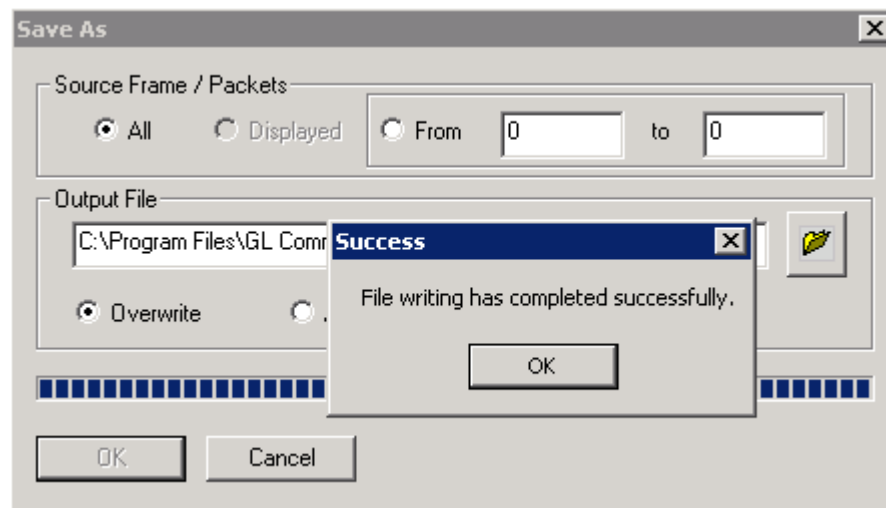 Save As
Source Frame / Packets
All Displayed From 0 to 0
Output File
C:\Program Files\GL Comm
Success
File writing has completed successfully.
OK
Overwrite
OK Cancel